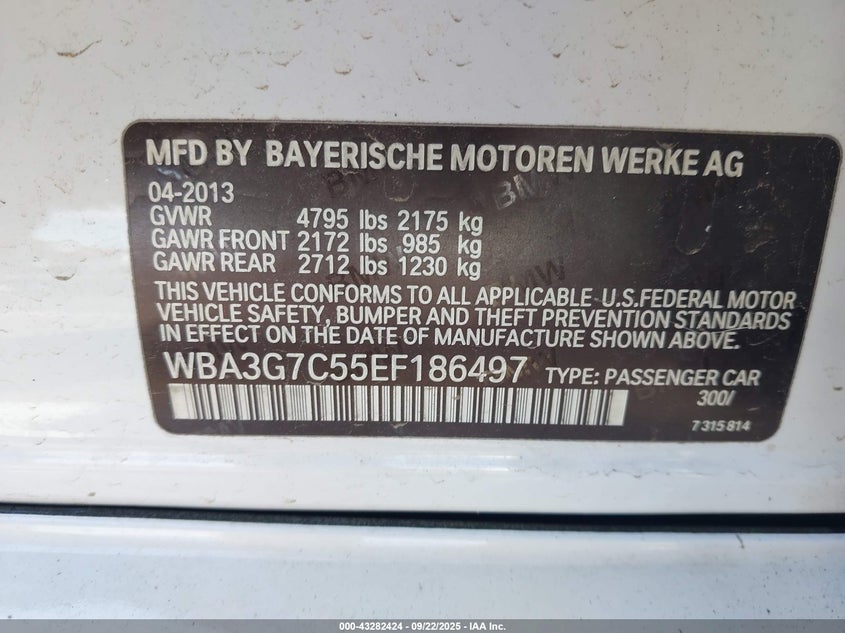 MFD BY BAYERISCHE MOTOREN WERKE AG
04-2013
GVWR 4795 lbs 2175 kg
GAWR FRONT 2172 lbs 985 kg
GAWR REAR 2712 lbs 1230 kg
THIS VEHICLE CONFORMS TO ALL APPLICABLE U.S.FEDERAL MOTOR
VEHICLE SAFETY, BUMPER AND THEFT PREVENTION STANDARDS
IN EFFECT ON THE DATE OF MANUFACTURE SHOWN ABOVE.
WBA3G7C55EF186497 TYPE: PASSENGER CAR
300/
7315814
000-43282424 - 09/22/2025 - IAA Inc.